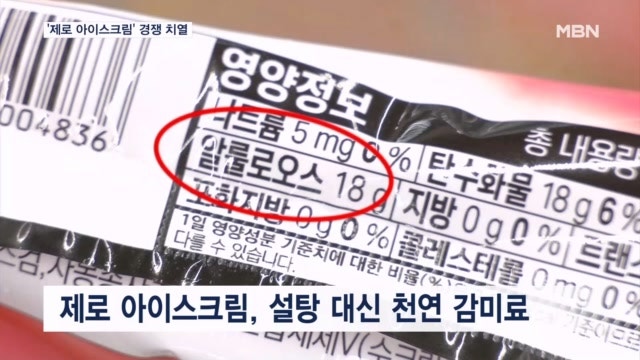 '제로 아이스크림' 경쟁 치열
MBN
영양정보
004836
나트륨 5 mg 0 % 탄수화물 18 g 6 %
알룰로오스 18 g 지방 0 g 0 % 트랜스
포화지방 0 g 0 % 콜레스테롤 0 mg 0 %
총 내용량
1일 영양성분 기준치에 대한 비율(%)
다를 수 있습니다.
제로 아이스크림, 설탕 대신 천연 감미료